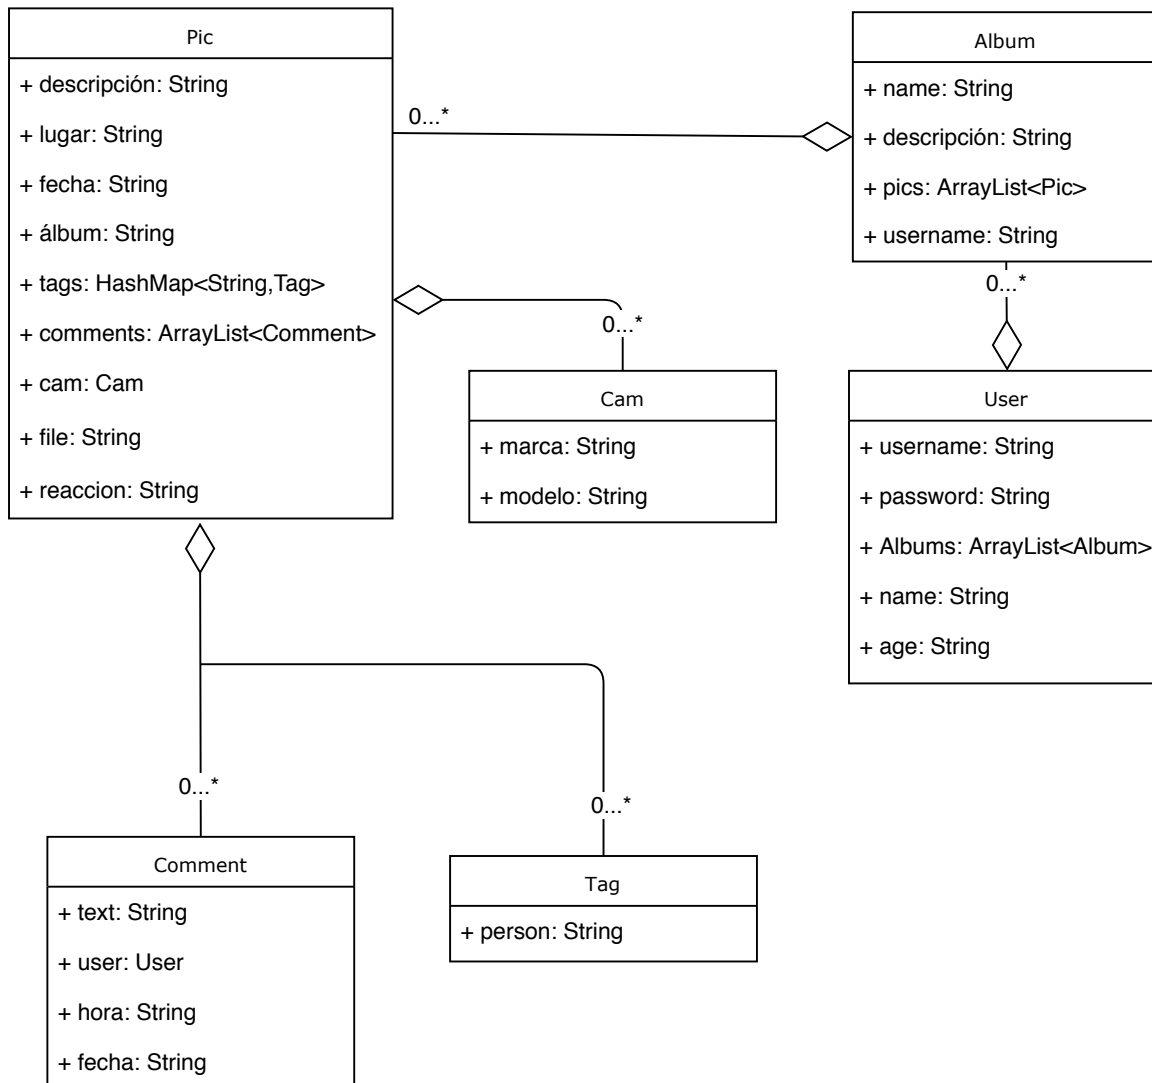 Pic
+ descripción: String
+ lugar: String
+ fecha: String
+ álbum: String
+ tags: HashMap<String,Tag>
+ comments: ArrayList<Comment>
+ cam: Cam
+ file: String
+ reaccion: String
0...*
Album
+ name: String
+ descripción: String
+ pics: ArrayList<Pic>
+ username: String
0...*
0...*
Cam
+ marca: String
+ modelo: String
User
+ username: String
+ password: String
+ Albums: ArrayList<Album>
+ name: String
+ age: String
0...*
0...*
Comment
+ text: String
+ user: User
+ hora: String
+ fecha: String
Tag
+ person: String